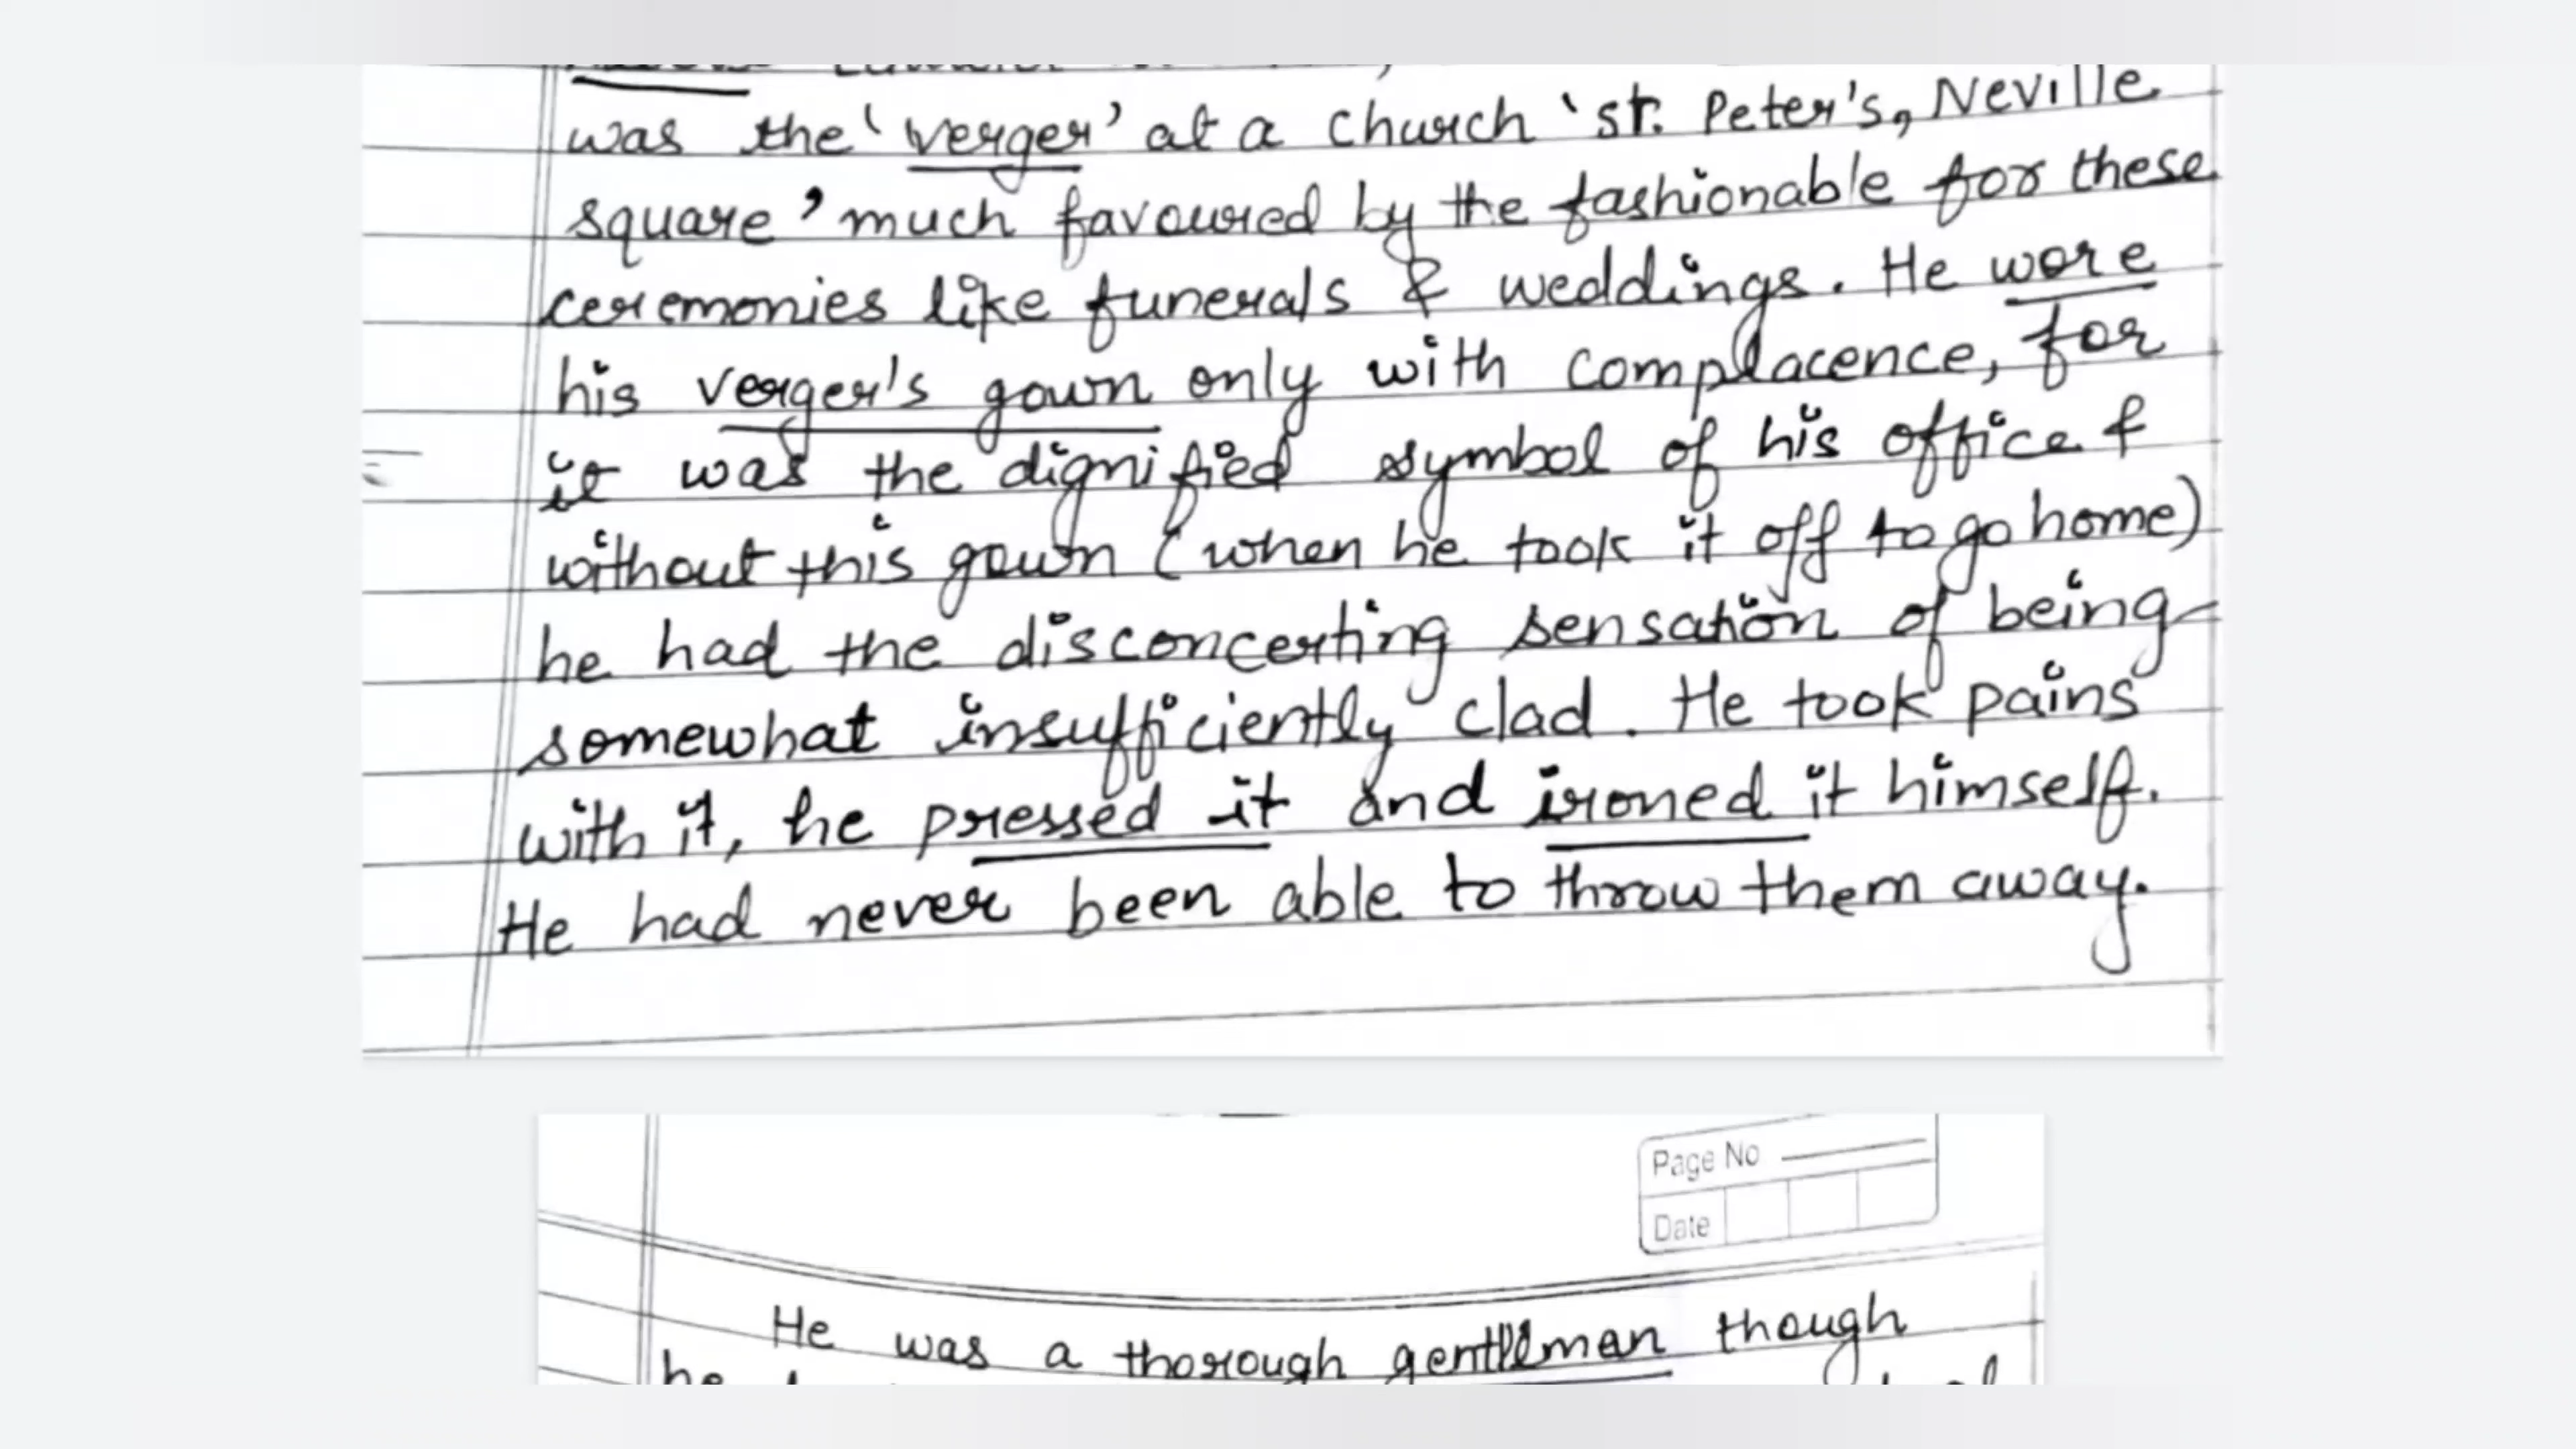 was the 'verger' at a church 'st. Peter's, Neville
square' much favoured by the fashionable for these
ceremonies like funerals & weddings. He wore
his verger's gown only with complacence, for
it was the dignified symbol of his office &
without this gown (when he took it off to go home)
he had the disconcerting sensation of being
somewhat insufficiently clad. He took pains
with it, he pressed it and ironed it himself.
He had never been able to throw them away.
Page No
Date
He was a thorough gentleman though
he